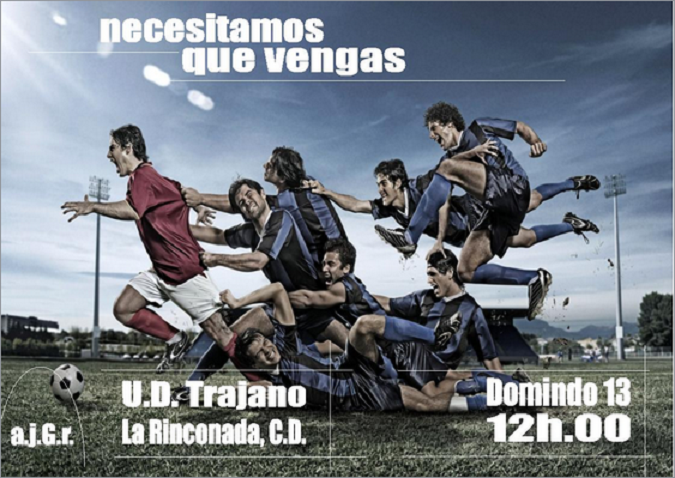 necesitamos
que vengas
U.D. Trajano
La Rinconada, C.D.
Domindo 13
12h.00
a.j.G.r.